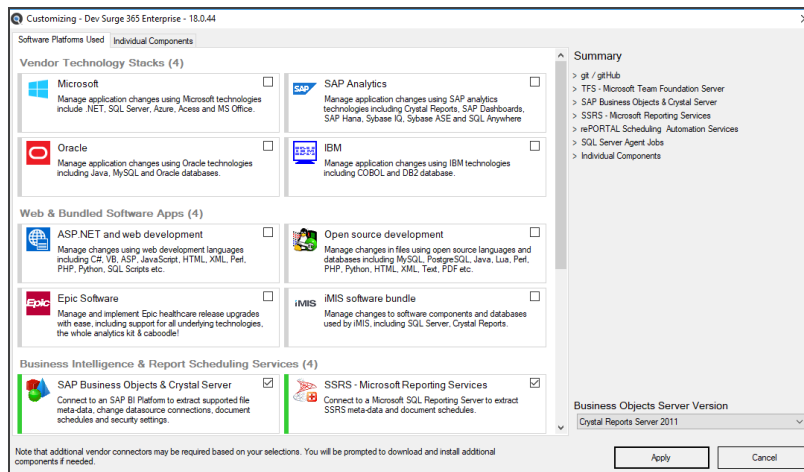 Customizing - Dev Surge 365 Enterprise - 18.0.44
Software Platforms Used
Individual Components
Vendor Technology Stacks (4)
Microsoft
Manage application changes using Microsoft technologies
include .NET, SQL Server, Azure, Acess and MS Office.
SAP
SAP Analytics
Manage application changes using SAP analytics
technologies including Crystal Reports, SAP Dashboards,
SAP Hana, Sybase IQ, Sybase ASE and SQL Anywhere
Oracle
Manage application changes using Oracle technologies
including Java, MySQL and Oracle databases.
IBM
IBM
Manage application changes using IBM technologies
including COBOL and DB2 database.
Web & Bundled Software Apps (4)
ASP.NET and web development
Manage changes using web development languages
including C#, VB, ASP, JavaScript, HTML, XML, Perl,
PHP, Python, SQL Scripts etc.
Open source development
Manage changes in files using open source languages and
databases including MySQL, PostgreSQL, Java, Lua, Perl,
PHP, Python, HTML, XML, Text, PDF etc.
Epic
Epic Software
Manage and implement Epic healthcare release upgrades
with ease, including support for all underlying technologies,
the whole analytics kit & caboodle!
iMIS
iMIS software bundle
Manage changes to software components and databases
used by iMIS, including SQL Server, Crystal Reports.
Business Intelligence & Report Scheduling Services (4)
SAP Business Objects & Crystal Server
Connect to an SAP BI Platform to extract supported file
meta-data, change datasource connections, document
schedules and security settings.
SSRS - Microsoft Reporting Services
Connect to a Microsoft SQL Reporting Server to extract
SSRS meta-data and document schedules.
Summary
> git / gitHub
> TFS - Microsoft Team Foundation Server
> SAP Business Objects & Crystal Server
> SSRS - Microsoft Reporting Services
> rePORTAL Scheduling Automation Services
> SQL Server Agent Jobs
> Individual Components
Business Objects Server Version
Crystal Reports Server 2011
Note that additional vendor connectors may be required based on your selections. You will be prompted to download and install additional
components if needed.
Apply
Cancel